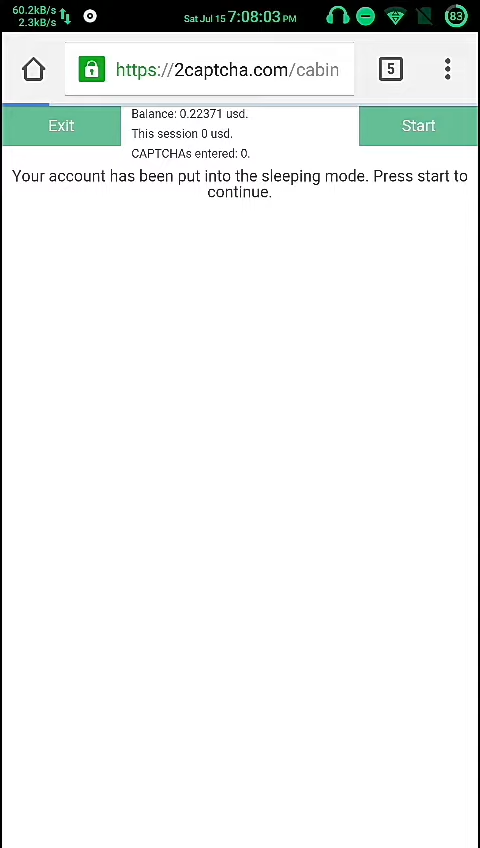 60.2kB/s
2.3kB/s
Sat Jul 15 7:08:03 PM
83
https://2captcha.com/cabin
5
Exit
Balance: 0.22371 usd.
This session 0 usd.
CAPTCHAs entered: 0.
Start
Your account has been put into the sleeping mode. Press start to
continue.